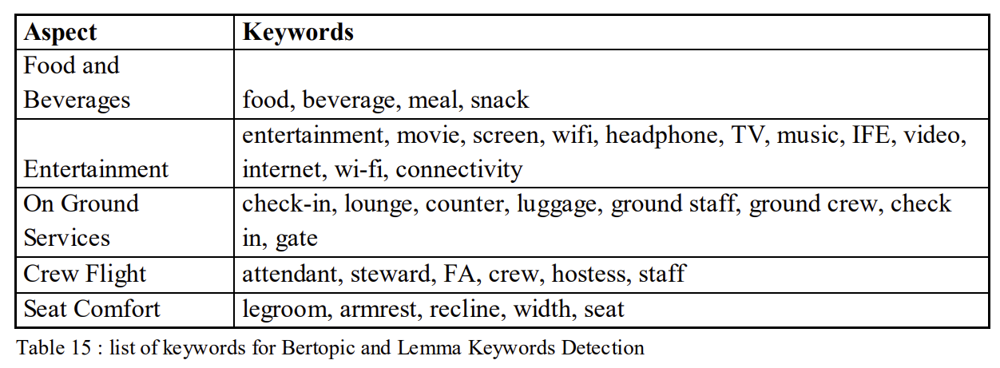 Aspect Keywords
Food and
Beverages food, beverage, meal, snack
entertainment, movie, screen, wifi, headphone, TV, music, IFE, video,
Entertainment internet, wi-fi, connectivity
On Ground check-in, lounge, counter, luggage, ground staff, ground crew, check
Services in, gate
Crew Flight attendant, steward, FA, crew, hostess, staff
Seat Comfort legroom, armrest, recline, width, seat
Table 15 : list of keywords for Bertopic and Lemma Keywords Detection